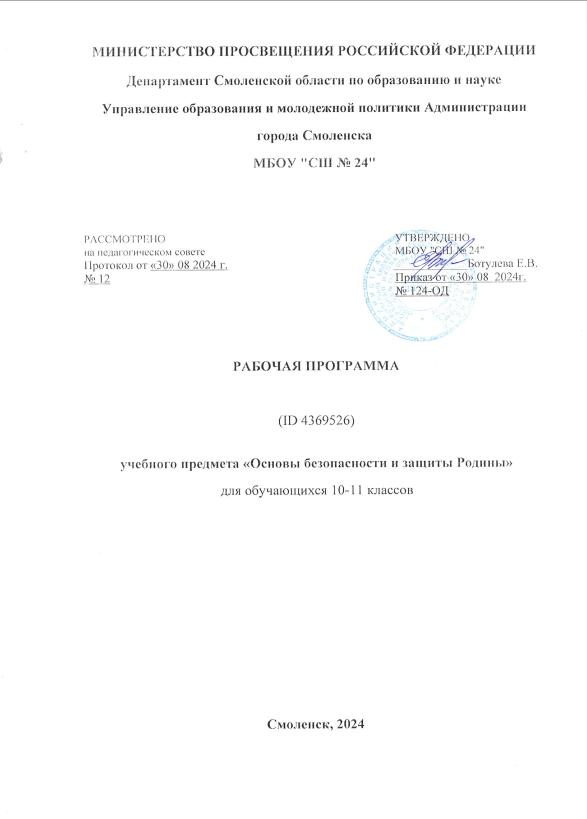 МИНИСТЕРСТВО ПРОСВЕЩЕНИЯ РОССИЙСКОЙ ФЕДЕРАЦИИ
Департамент Смоленской области по образованию и науке
Управление образования и молодежной политики Администрации
города Смоленска
МБОУ "СШ № 24"
РАССМОТРЕНО
на педагогическом совете
Протокол от «30» 08 2024 г.
№ 12
УТВЕРЖДЕНО
МБОУ "СШ № 24"
Ботулева Е.В.
Приказ от «30» 08 2024г.
№ 124-ОД
РАБОЧАЯ ПРОГРАММА
(ID 4369526)
учебного предмета «Основы безопасности и защиты Родины»
для обучающихся 10-11 классов
Смоленск, 2024